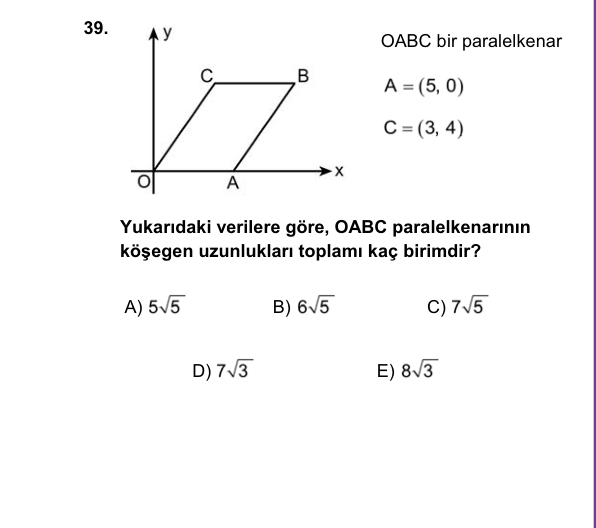 39.
y
OABC bir paralelkenar
C
B
A = (5, 0)
C = (3, 4)
x
O
A
Yukarıdaki verilere göre, OABC paralelkenarının
köşegen uzunlukları toplamı kaç birimdir?
A) 5√5
B) 6√5
C) 7√5
D) 7√3
E) 8√3